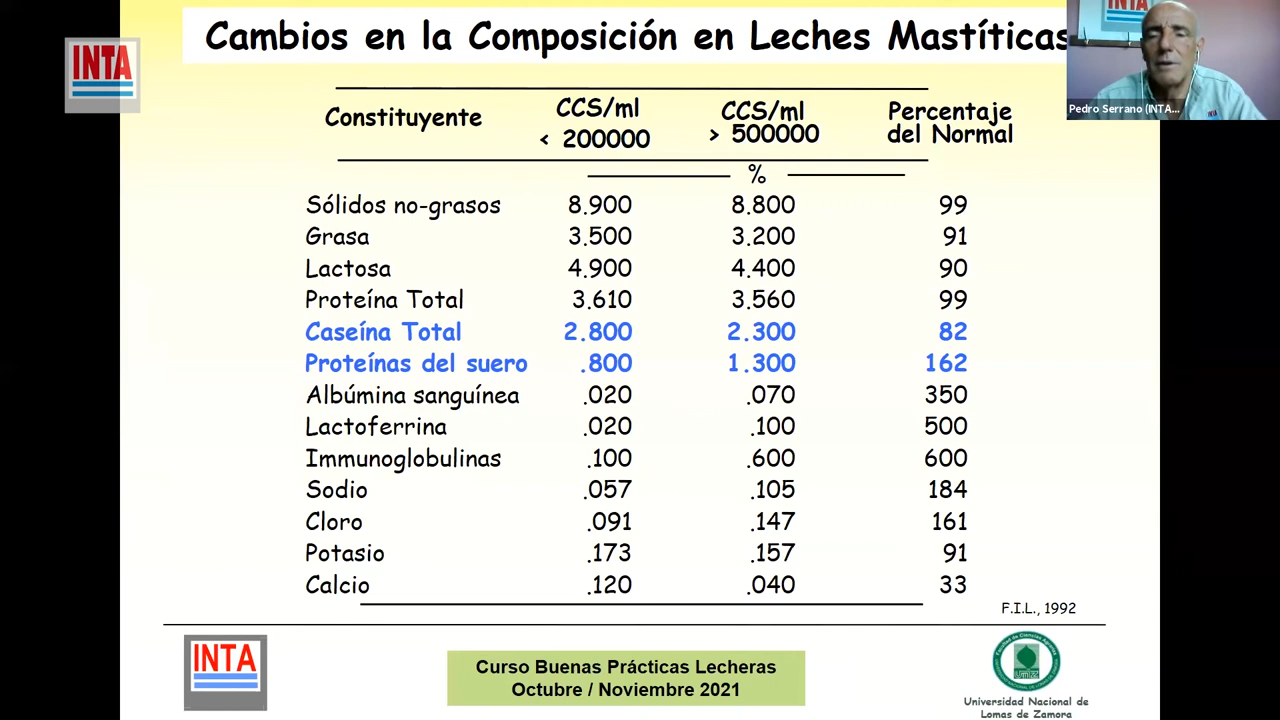 Cambios en la Composición en Leches Mastíticas
INTA
INTA
Pedro Serrano (INTA...
Constituyente CCS/ml < 200000 CCS/ml > 500000 Percentaje del Normal
%
Sólidos no-grasos 8.900 8.800 99
Grasa 3.500 3.200 91
Lactosa 4.900 4.400 90
Proteína Total 3.610 3.560 99
Caseína Total 2.800 2.300 82
Proteínas del suero .800 1.300 162
Albúmina sanguínea .020 .070 350
Lactoferrina .020 .100 500
Immunoglobulinas .100 .600 600
Sodio .057 .105 184
Cloro .091 .147 161
Potasio .173 .157 91
Calcio .120 .040 33
F.I.L., 1992
INTA
Curso Buenas Prácticas Lecheras
Octubre / Noviembre 2021
Universidad Nacional de
Lomas de Zamora